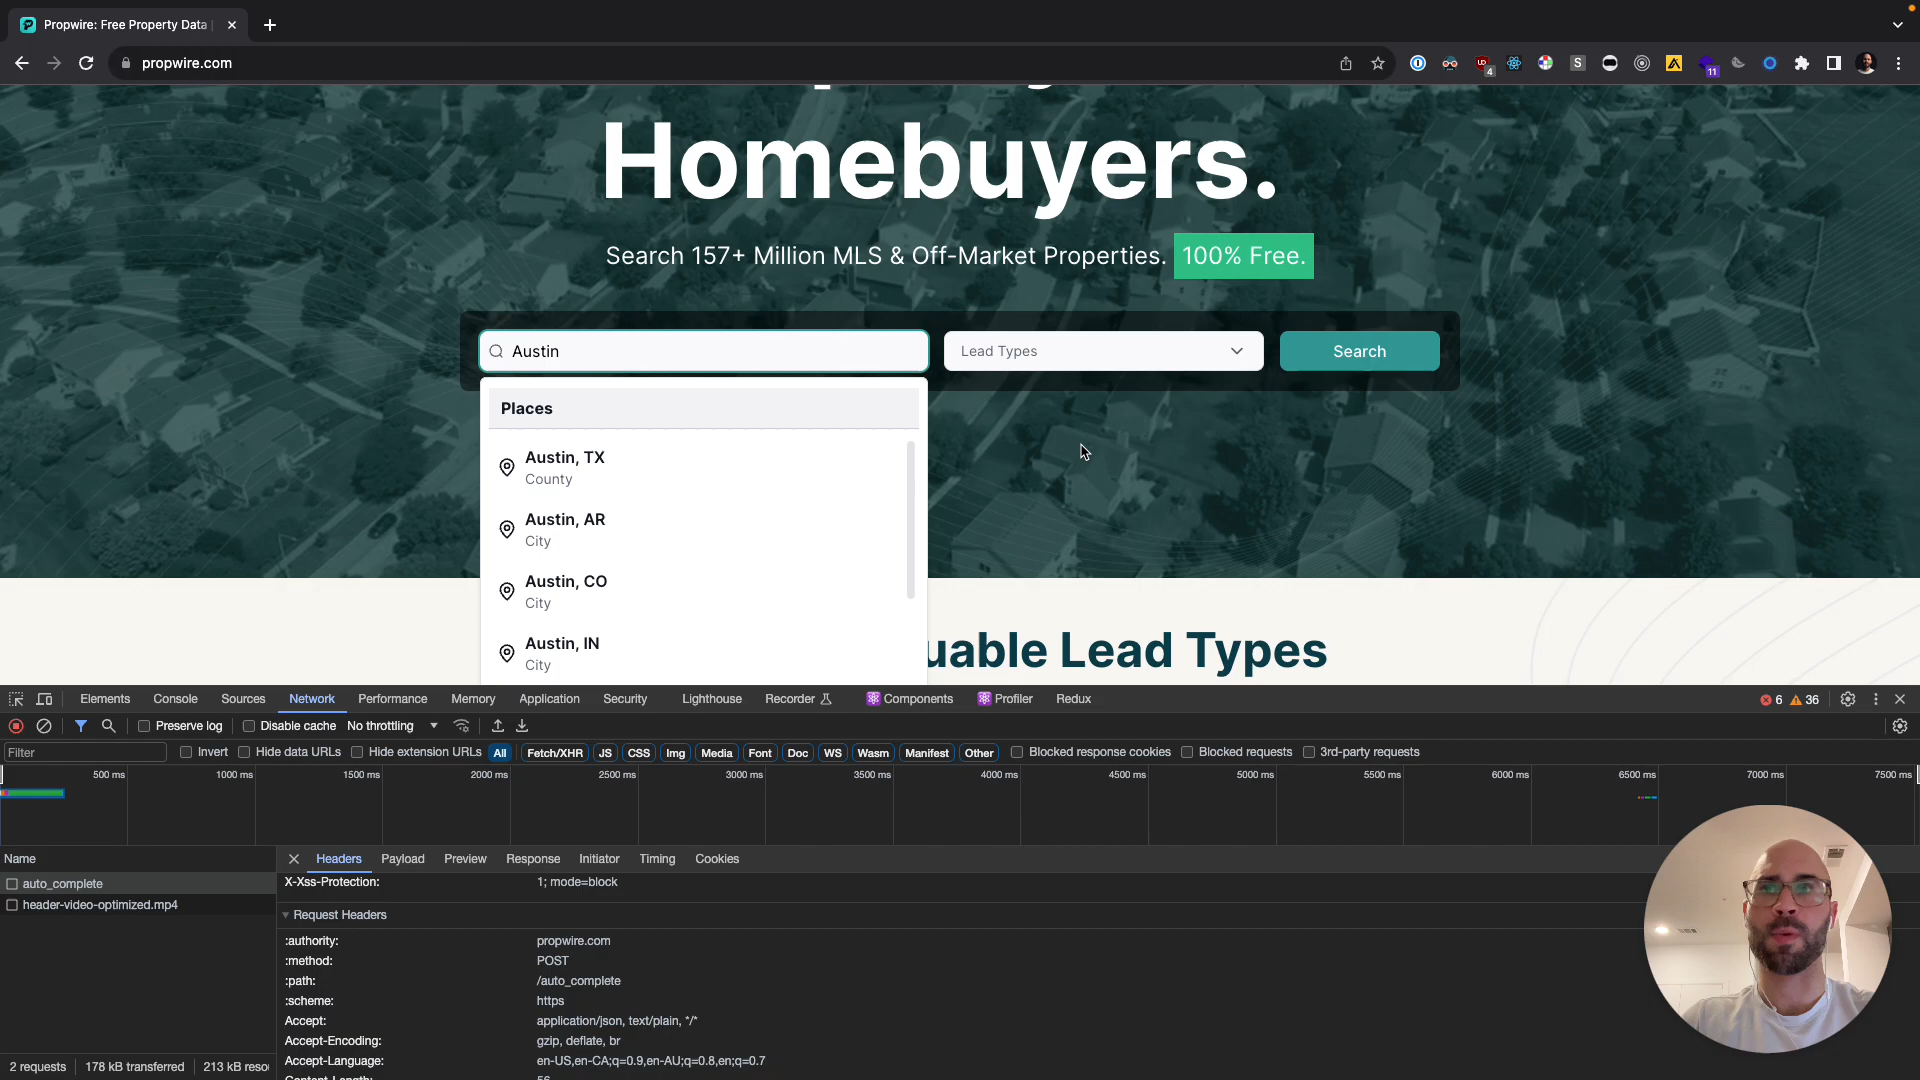 Propwire: Free Property Data |
propwire.com
4
S
11
Homebuyers.
Search 157+ Million MLS & Off-Market Properties. 100% Free.
Austin
Lead Types
Search
Places
Austin, TX
County
Austin, AR
City
Austin, CO
City
Austin, IN
City
uable Lead Types
Elements Console Sources Network Performance Memory Application Security Lighthouse Recorder Components Profiler Redux 6 36
Preserve log Disable cache No throttling
Filter Invert Hide data URLs Hide extension URLs All Fetch/XHR JS CSS Img Media Font Doc WS Wasm Manifest Other Blocked response cookies Blocked requests 3rd-party requests
500 ms 1000 ms 1500 ms 2000 ms 2500 ms 3000 ms 3500 ms 4000 ms 4500 ms 5000 ms 5500 ms 6000 ms 6500 ms 7000 ms 7500 ms
Name
auto_complete
header-video-optimized.mp4
Headers Payload Preview Response Initiator Timing Cookies
X-Xss-Protection: 1; mode=block
Request Headers
:authority: propwire.com
:method: POST
:path: /auto_complete
:scheme: https
Accept: application/json, text/plain, */*
Accept-Encoding: gzip, deflate, br
Accept-Language: en-US,en-CA;q=0.9,en-AU;q=0.8,en;q=0.7
Content-Length: 56
2 requests 178 kB transferred 213 kB reso